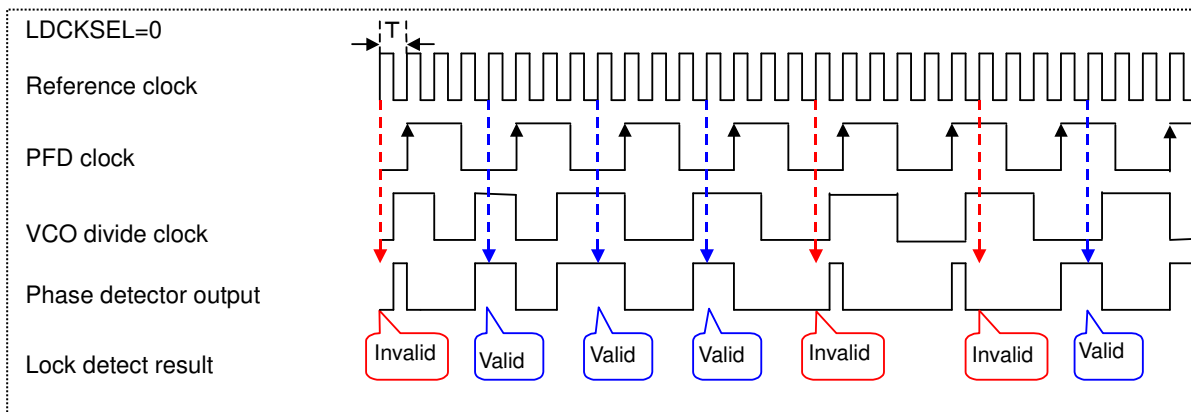 LDCKSEL=0
T
Reference clock
PFD clock
VCO divide clock
Phase detector output
Lock detect result
Invalid
Valid
Valid
Valid
Invalid
Invalid
Valid